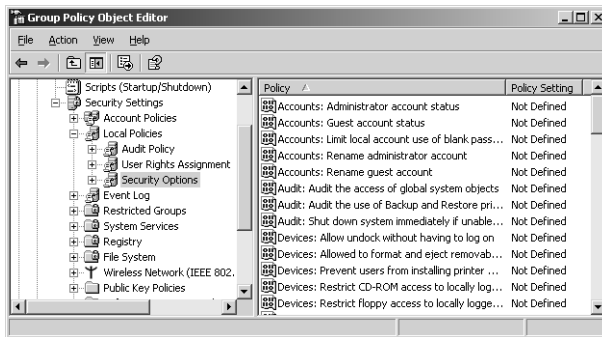 Group Policy Object Editor
File Action View Help
Scripts (Startup/Shutdown)
Security Settings
Account Policies
Local Policies
Audit Policy
User Rights Assignment
Security Options
Event Log
Restricted Groups
System Services
Registry
File System
Wireless Network (IEEE 802.
Public Key Policies
Policy Policy Setting
Accounts: Administrator account status Not Defined
Accounts: Guest account status Not Defined
Accounts: Limit local account use of blank pass... Not Defined
Accounts: Rename administrator account Not Defined
Accounts: Rename guest account Not Defined
Audit: Audit the access of global system objects Not Defined
Audit: Audit the use of Backup and Restore pri... Not Defined
Audit: Shut down system immediately if unable... Not Defined
Devices: Allow undock without having to log on Not Defined
Devices: Allowed to format and eject removab... Not Defined
Devices: Prevent users from installing printer ... Not Defined
Devices: Restrict CD-ROM access to locally log... Not Defined
Devices: Restrict floppy access to locally logge... Not Defined